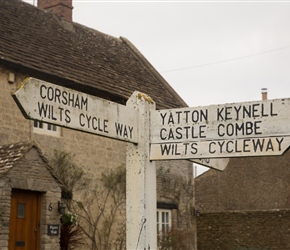 CORSHAM
WILTS CYCLE WAY
YATTON KEYNELL
CASTLE COMBE
WILTS CYCLEWAY